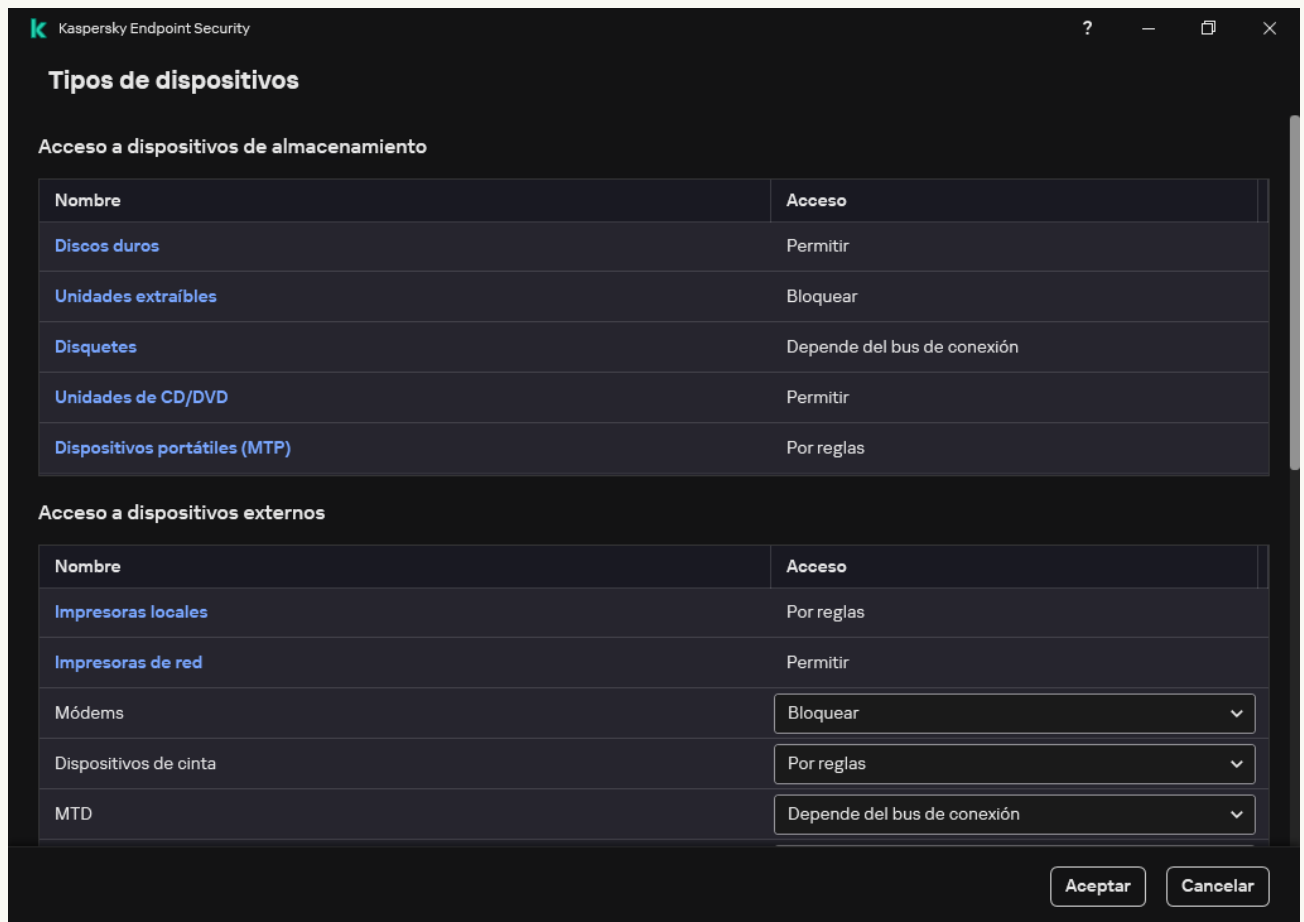 Kaspersky Endpoint Security
Tipos de dispositivos
Acceso a dispositivos de almacenamiento
Nombre Acceso
Discos duros Permitir
Unidades extraíbles Bloquear
Disquetes Depende del bus de conexión
Unidades de CD/DVD Permitir
Dispositivos portátiles (MTP) Por reglas
Acceso a dispositivos externos
Nombre Acceso
Impresoras locales Por reglas
Impresoras de red Permitir
Módems Bloquear
Dispositivos de cinta Por reglas
MTD Depende del bus de conexión
Aceptar Cancelar